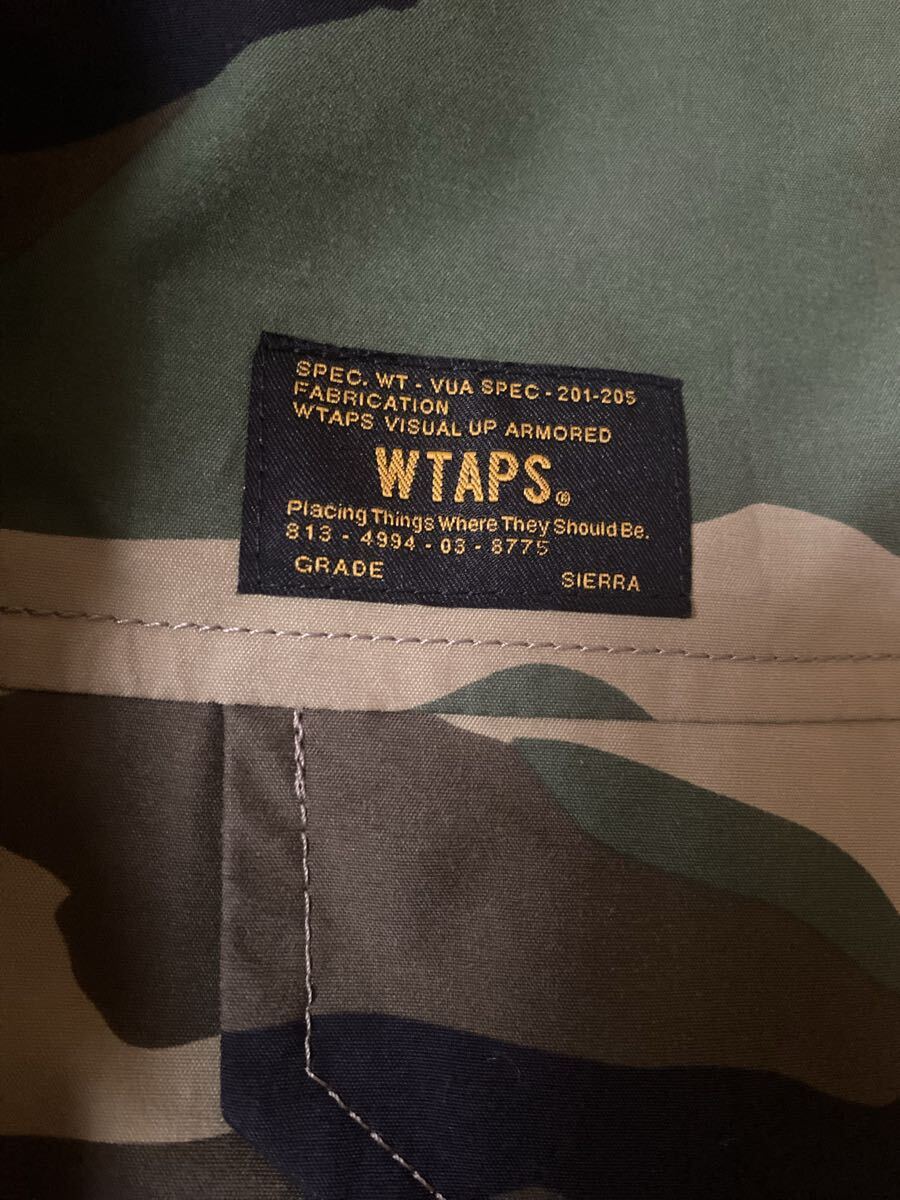 SPEC. WT - VUA SPEC - 201-205
FABRICATION
WTAPS VISUAL UP ARMORED
WTAPS®
Placing Things Where They Should Be.
813 - 4994 - 03 - 8775
GRADE SIERRA